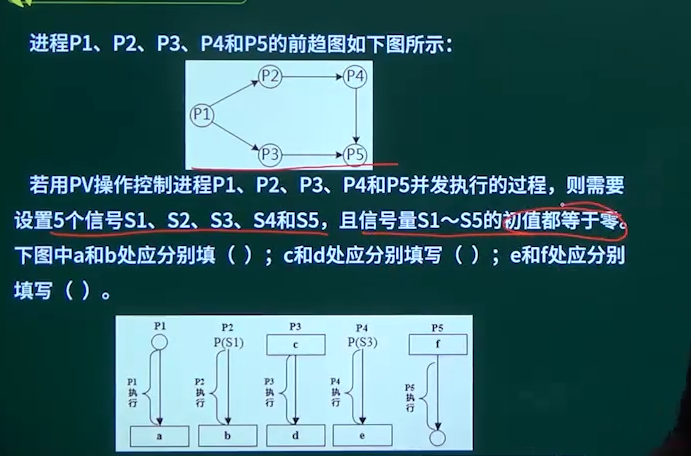 进程P1、P2、P3、P4和P5的前趋图如下图所示：
P2
P4
P1
P3
P5
若用PV操作控制进程P1、P2、P3、P4和P5并发执行的过程，则需要
设置5个信号S1、S2、S3、S4和S5，且信号量S1～S5的初值都等于零。
下图中a和b处应分别填（ ）；c和d处应分别填写（ ）；e和f处应分别
填写（ ）。
P1 P2 P3 P4 P5
P(S1) c P(S3) f
P1执行 P2执行 P3执行 P4执行 P5执行
a b d e